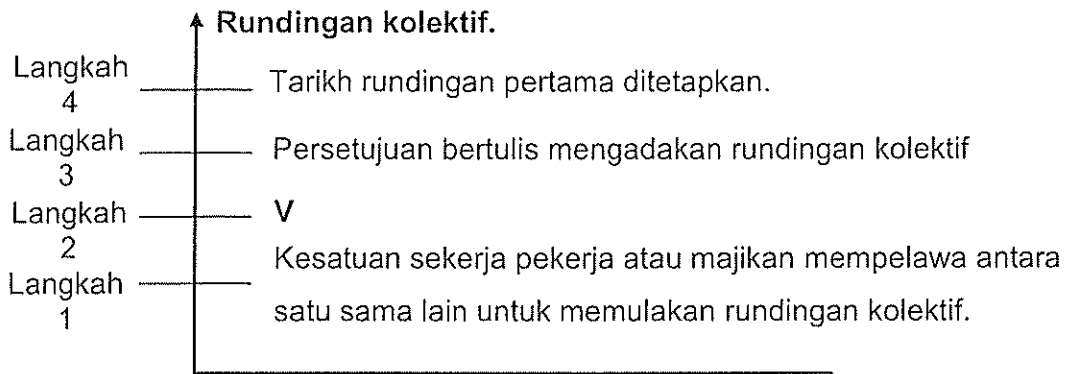 Rundingan kolektif.
Langkah
4
Tarikh rundingan pertama ditetapkan.
Langkah
3
Persetujuan bertulis mengadakan rundingan kolektif
Langkah
2
V
Langkah
1
Kesatuan sekerja pekerja atau majikan mempelawa antara
satu sama lain untuk memulakan rundingan kolektif.